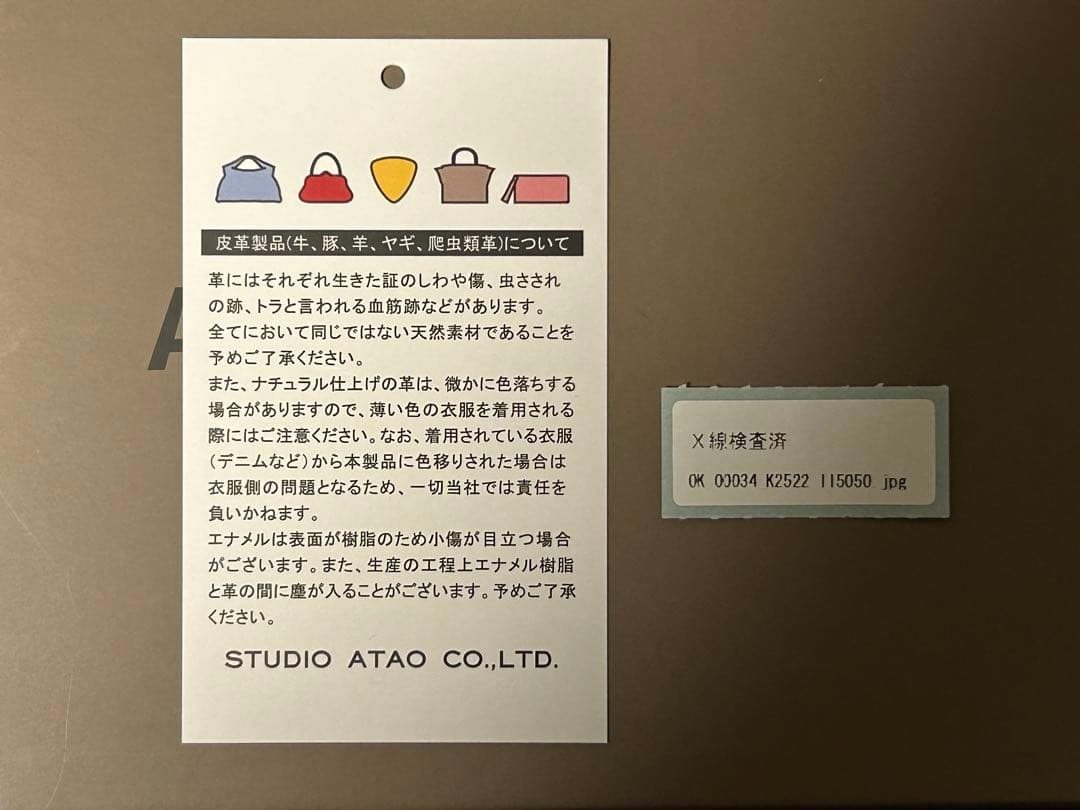 皮革製品(牛、豚、羊、ヤギ、爬虫類革)について
革にはそれぞれ生きた証のしわや傷、虫さされ
の跡、トラと言われる血筋跡などがあります。
全てにおいて同じではない天然素材であることを
予めご了承ください。
また、ナチュラル仕上げの革は、微かに色落ちする
場合がありますので、薄い色の衣服を着用される
際にはご注意ください。なお、着用されている衣服
(デニムなど)から本製品に色移りされた場合は
衣服側の問題となるため、一切当社では責任を
負いかねます。
エナメルは表面が樹脂のため小傷が目立つ場合
がございます。また、生産の工程上エナメル樹脂
と革の間に塵が入ることがございます。予めご了承
ください。
STUDIO ATAO CO.,LTD.
X線検査済
OK 00034 K2522 115050 jpg